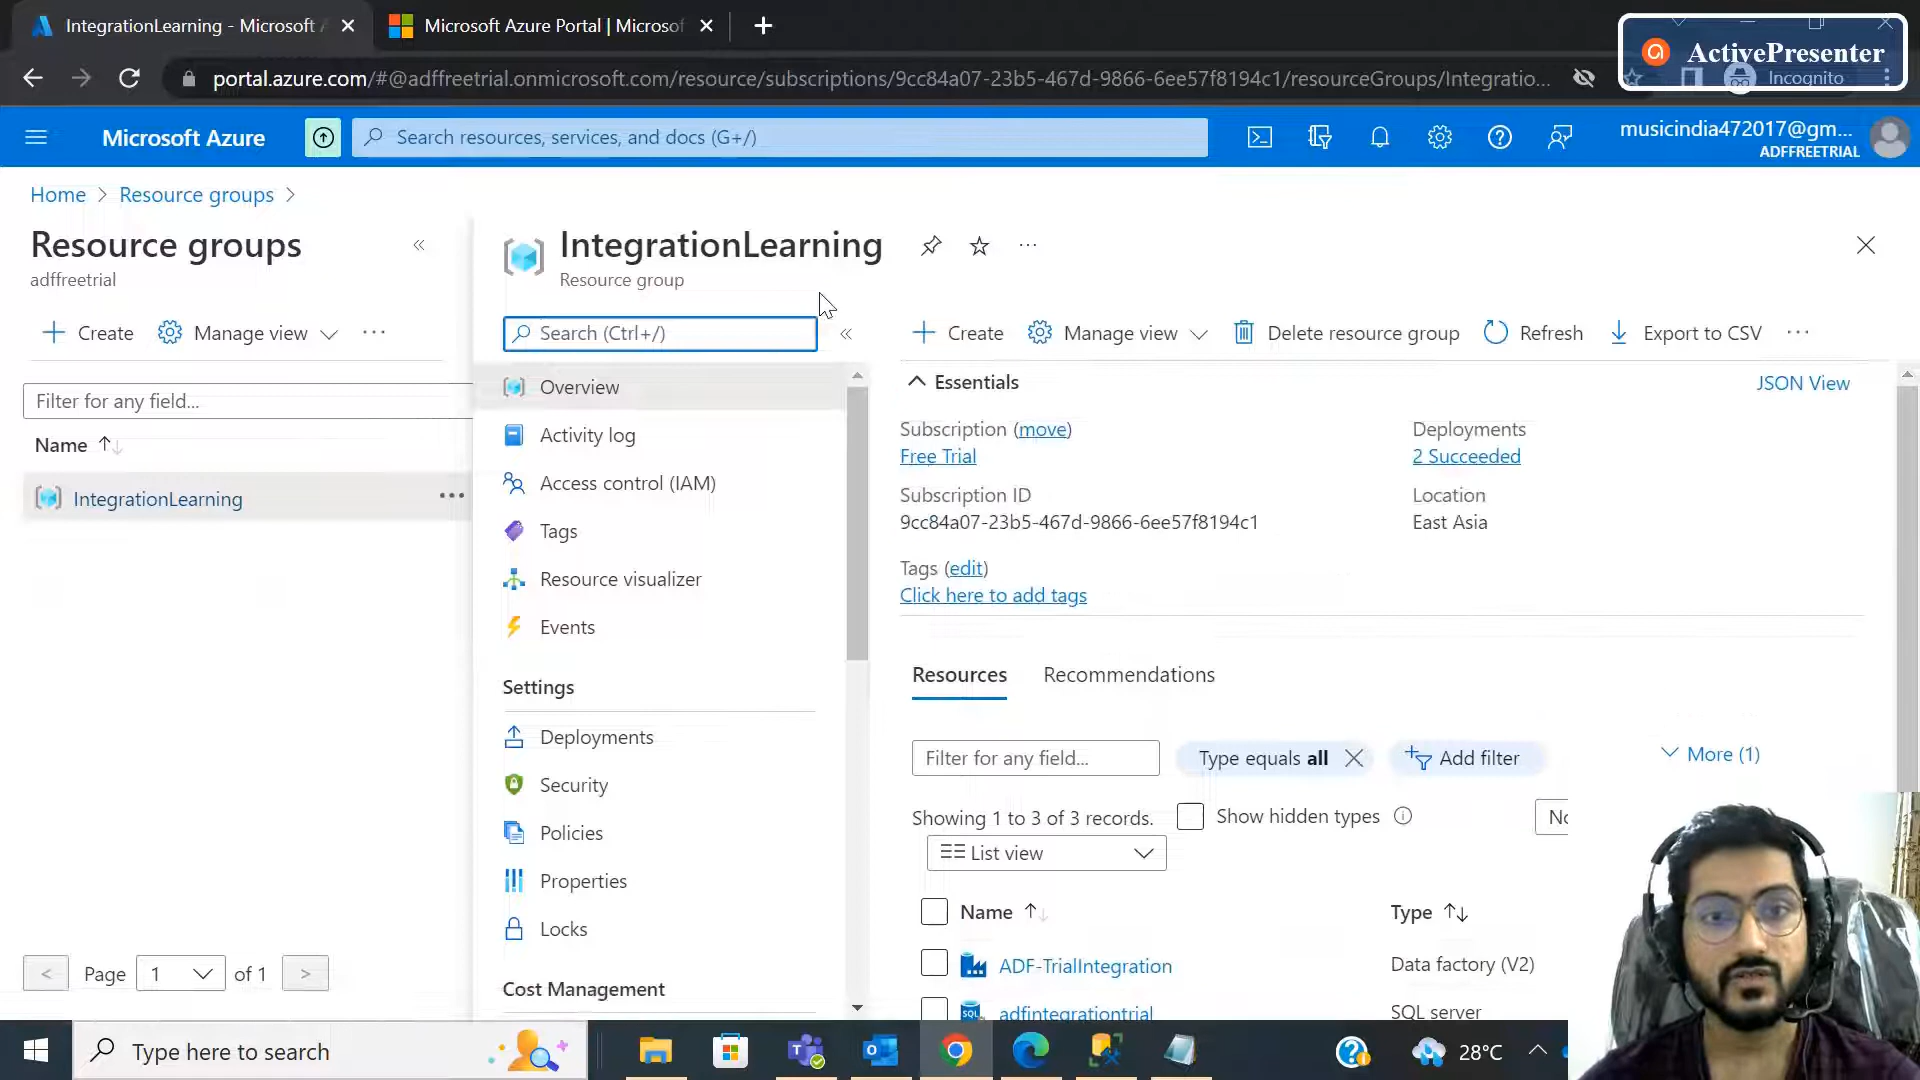 IntegrationLearning - Microsoft
Microsoft Azure Portal | Microsof
ActivePresenter
portal.azure.com/#@adffreetrial.onmicrosoft.com/resource/subscriptions/9cc84a07-23b5-467d-9866-6ee57f8194c1/resourceGroups/Integratio...
Incognito
Microsoft Azure
Search resources, services, and docs (G+/)
musicindia472017@gm...
ADFFREETRIAL
Home > Resource groups >
Resource groups
adffreetrial
IntegrationLearning
Resource group
Create
Manage view
Search (Ctrl+/)
Create
Manage view
Delete resource group
Refresh
Export to CSV
Filter for any field...
Name
IntegrationLearning
Page 1 of 1
Overview
Activity log
Access control (IAM)
Tags
Resource visualizer
Events
Settings
Deployments
Security
Policies
Properties
Locks
Cost Management
Essentials
JSON View
Subscription (move)
Free Trial
Deployments
2 Succeeded
Subscription ID
9cc84a07-23b5-467d-9866-6ee57f8194c1
Location
East Asia
Tags (edit)
Click here to add tags
Resources
Recommendations
Filter for any field...
Type equals all
Add filter
More (1)
Showing 1 to 3 of 3 records.
Show hidden types
List view
Name
Type
ADF-TrialIntegration
Data factory (V2)
adfintegrationtrial
SQL server
Type here to search
28°C